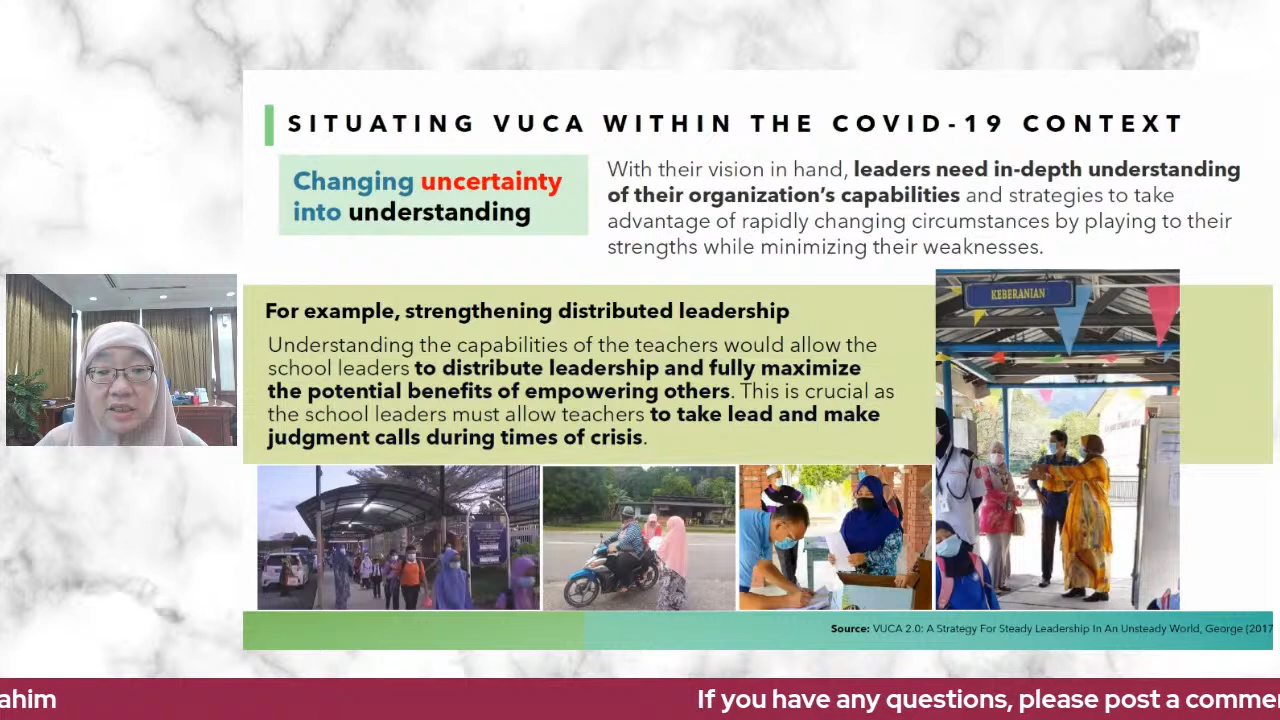 SITUATING VUCA WITHIN THE COVID-19 CONTEXT
Changing uncertainty
into understanding
With their vision in hand, leaders need in-depth understanding
of their organization's capabilities and strategies to take
advantage of rapidly changing circumstances by playing to their
strengths while minimizing their weaknesses.
For example, strengthening distributed leadership
Understanding the capabilities of the teachers would allow the
school leaders to distribute leadership and fully maximize
the potential benefits of empowering others. This is crucial as
the school leaders must allow teachers to take lead and make
judgment calls during times of crisis.
KEBERANIAN
Source: VUCA 2.0: A Strategy For Steady Leadership In An Unsteady World, George (2017
ahim
If you have any questions, please post a commen